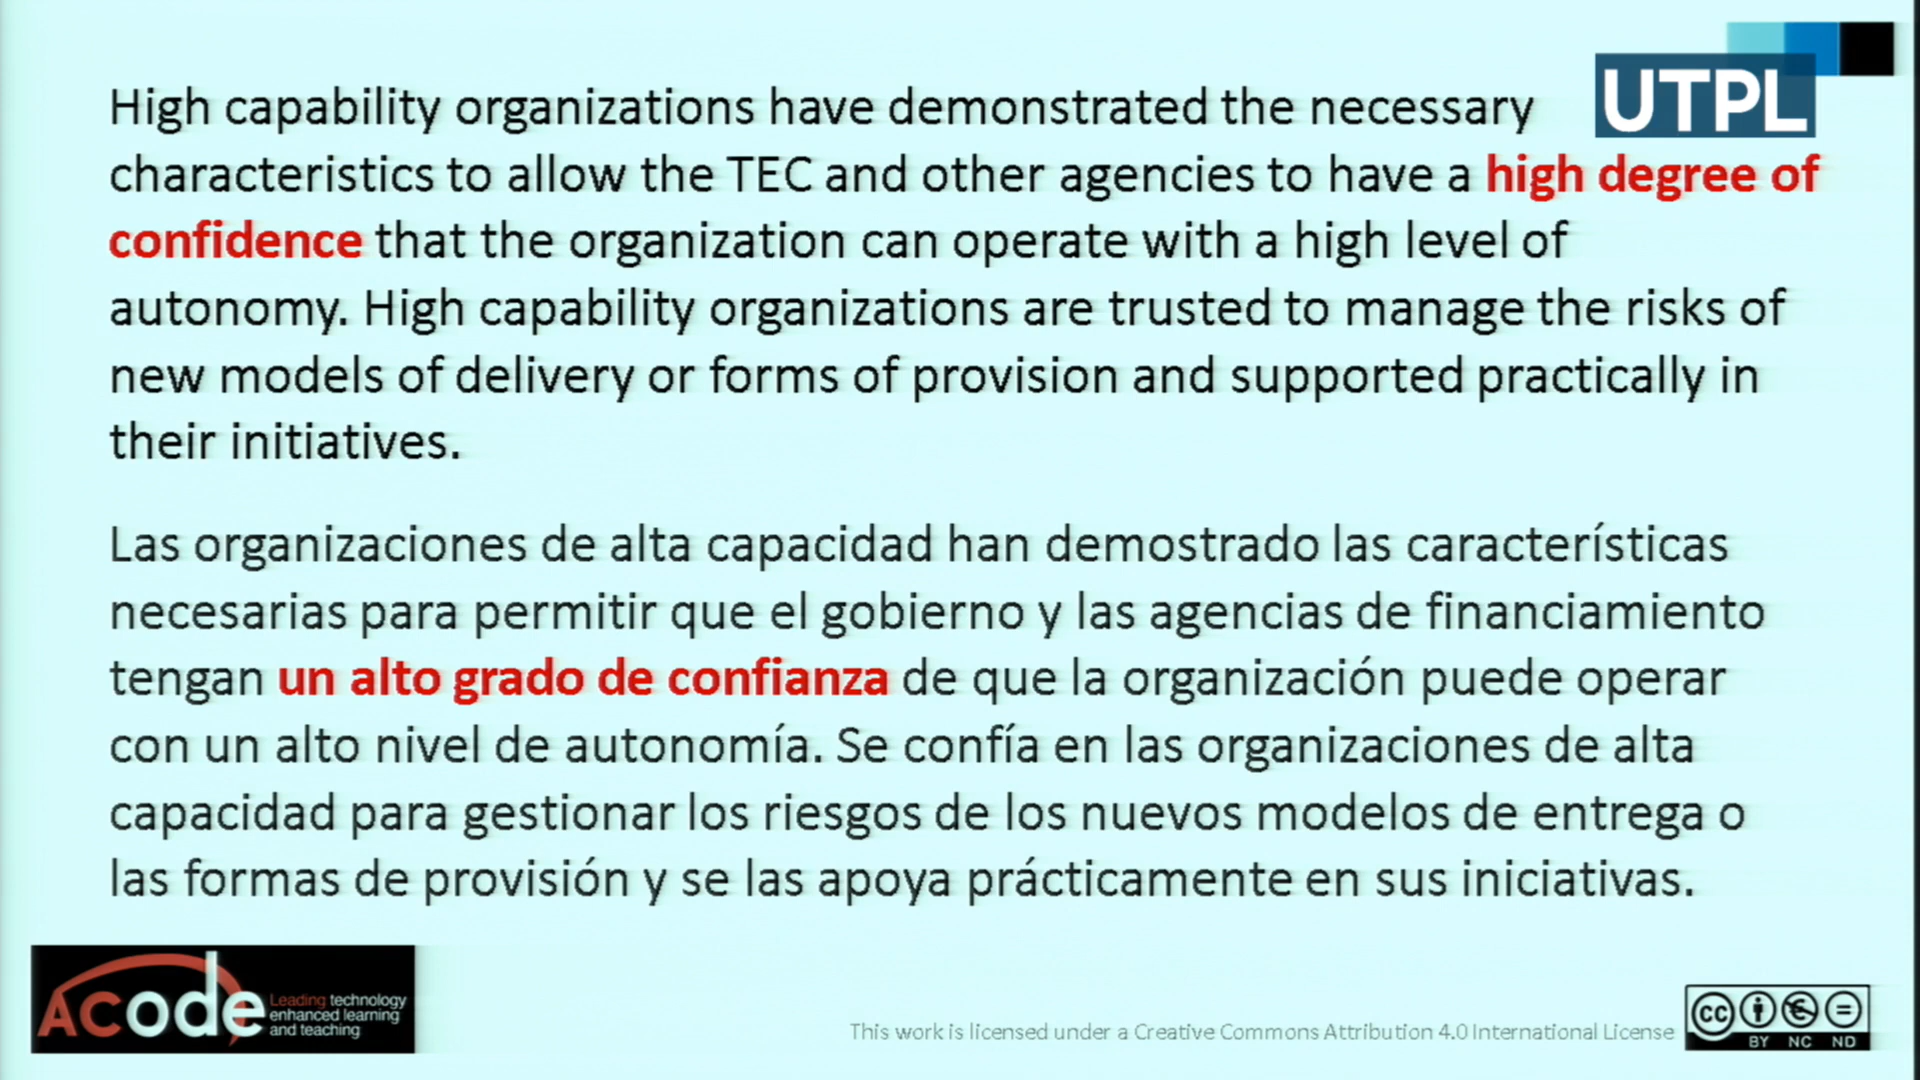 UTPL
High capability organizations have demonstrated the necessary
characteristics to allow the TEC and other agencies to have a high degree of
confidence that the organization can operate with a high level of
autonomy. High capability organizations are trusted to manage the risks of
new models of delivery or forms of provision and supported practically in
their initiatives.
Las organizaciones de alta capacidad han demostrado las características
necesarias para permitir que el gobierno y las agencias de financiamiento
tengan un alto grado de confianza de que la organización puede operar
con un alto nivel de autonomía. Se confía en las organizaciones de alta
capacidad para gestionar los riesgos de los nuevos modelos de entrega o
las formas de provisión y se las apoya prácticamente en sus iniciativas.
Acode
Leading technology
enhanced learning
and teaching
This work is licensed under a Creative Commons Attribution 4.0 International License
cc
BY NC ND